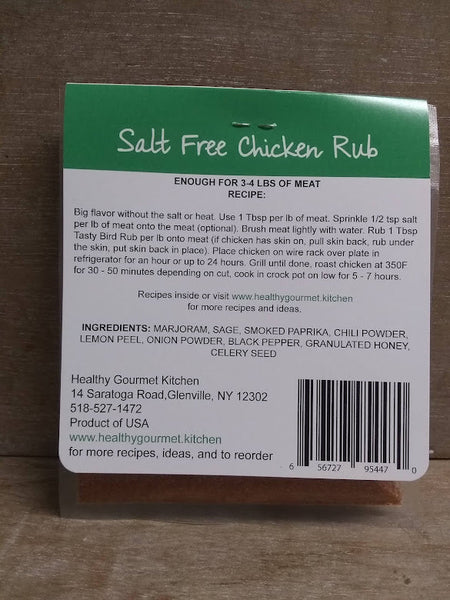 Salt Free Chicken Rub
ENOUGH FOR 3-4 LBS OF MEAT
RECIPE:
Big flavor without the salt or heat. Use 1 Tbsp per lb of meat. Sprinkle 1/2 tsp salt
per lb of meat onto the meat (optional). Brush meat lightly with water. Rub 1 Tbsp
Tasty Bird Rub per lb onto meat (if chicken has skin on, pull skin back, rub under
the skin, put skin back in place). Place chicken on wire rack over plate in
refrigerator for an hour or up to 24 hours. Grill until done, roast chicken at 350F
for 30 - 50 minutes depending on cut, cook in crock pot on low for 5 - 7 hours.
Recipes inside or visit www.healthygourmet.kitchen
for more recipes and ideas.
INGREDIENTS: MARJORAM, SAGE, SMOKED PAPRIKA, CHILI POWDER,
LEMON PEEL, ONION POWDER, BLACK PEPPER, GRANULATED HONEY,
CELERY SEED
Healthy Gourmet Kitchen
14 Saratoga Road,Glenville, NY 12302
518-527-1472
Product of USA
www.healthygourmet.kitchen
for more recipes, ideas, and to reorder
6 56727 95447 0